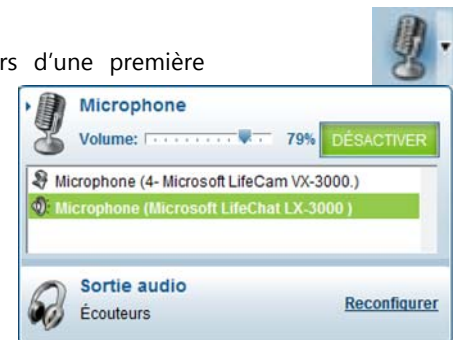 rs d'une première
Microphone
Volume: 79% DÉSACTIVER
Microphone (4- Microsoft LifeCam VX-3000.)
Microphone (Microsoft LifeChat LX-3000 )
Sortie audio
Écouteurs Reconfigurer